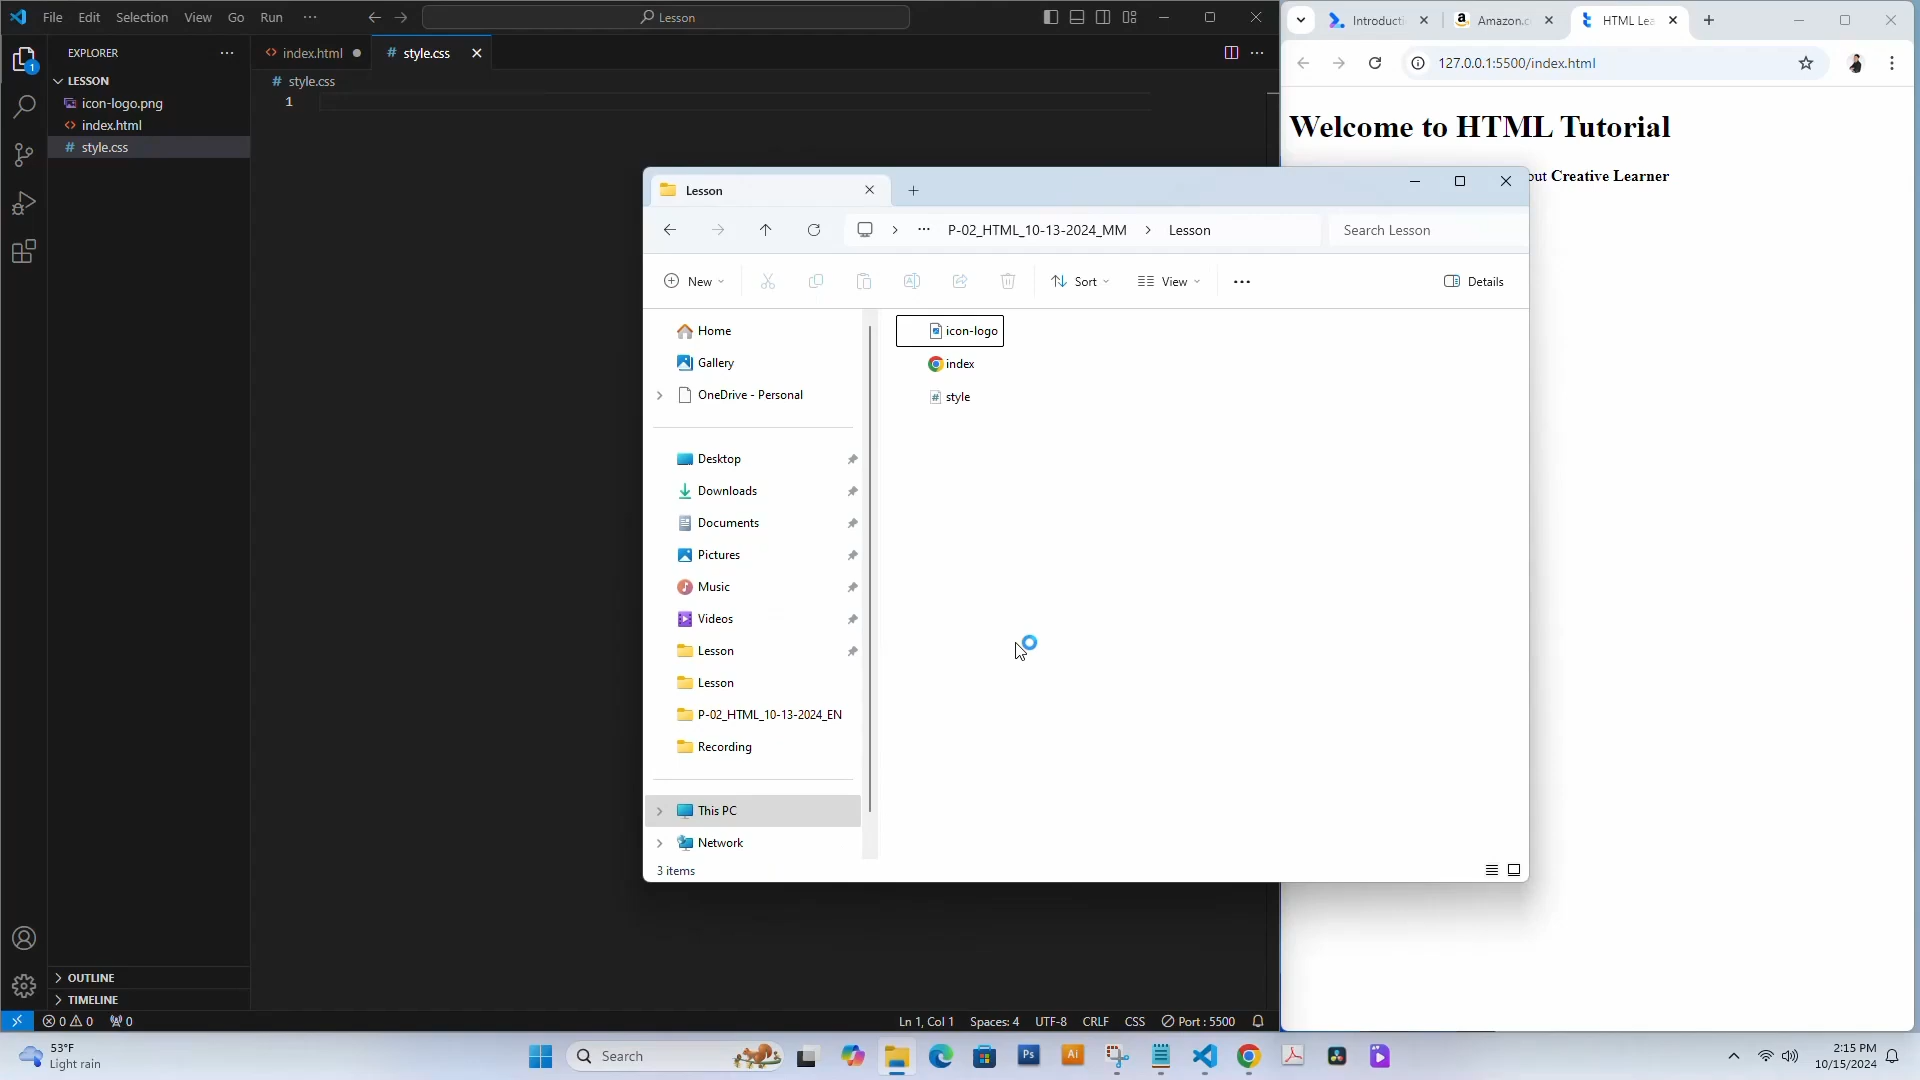 File Edit Selection View Go Run ··· Lesson
Introducti Amazon.c HTML Lea
EXPLORER
index.html
style.css
127.0.0.1:5500/index.html
LESSON
style.css
icon-logo.png
1
index.html
style.css
Welcome to HTML Tutorial
out Creative Learner
Lesson
P-02_HTML_10-13-2024_MM > Lesson
Search Lesson
New Sort View ··· Details
Home
Gallery
OneDrive - Personal
Desktop
Downloads
Documents
Pictures
Music
Videos
Lesson
Lesson
P-02_HTML_10-13-2024_EN
Recording
This PC
Network
3 items
icon-logo
index
style
OUTLINE
TIMELINE
0 0 0
Ln 1, Col 1 Spaces: 4 UTF-8 CRLF CSS Port : 5500
53°F
Light rain
Search
Ps
Ai
2:15 PM
10/15/2024